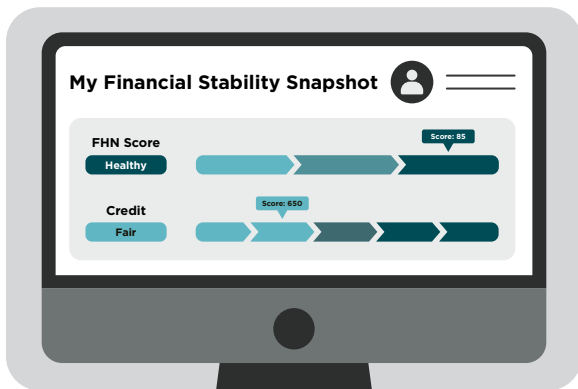 My Financial Stability Snapshot
Score: 85
FHN Score
Healthy
Score: 650
Credit
Fair